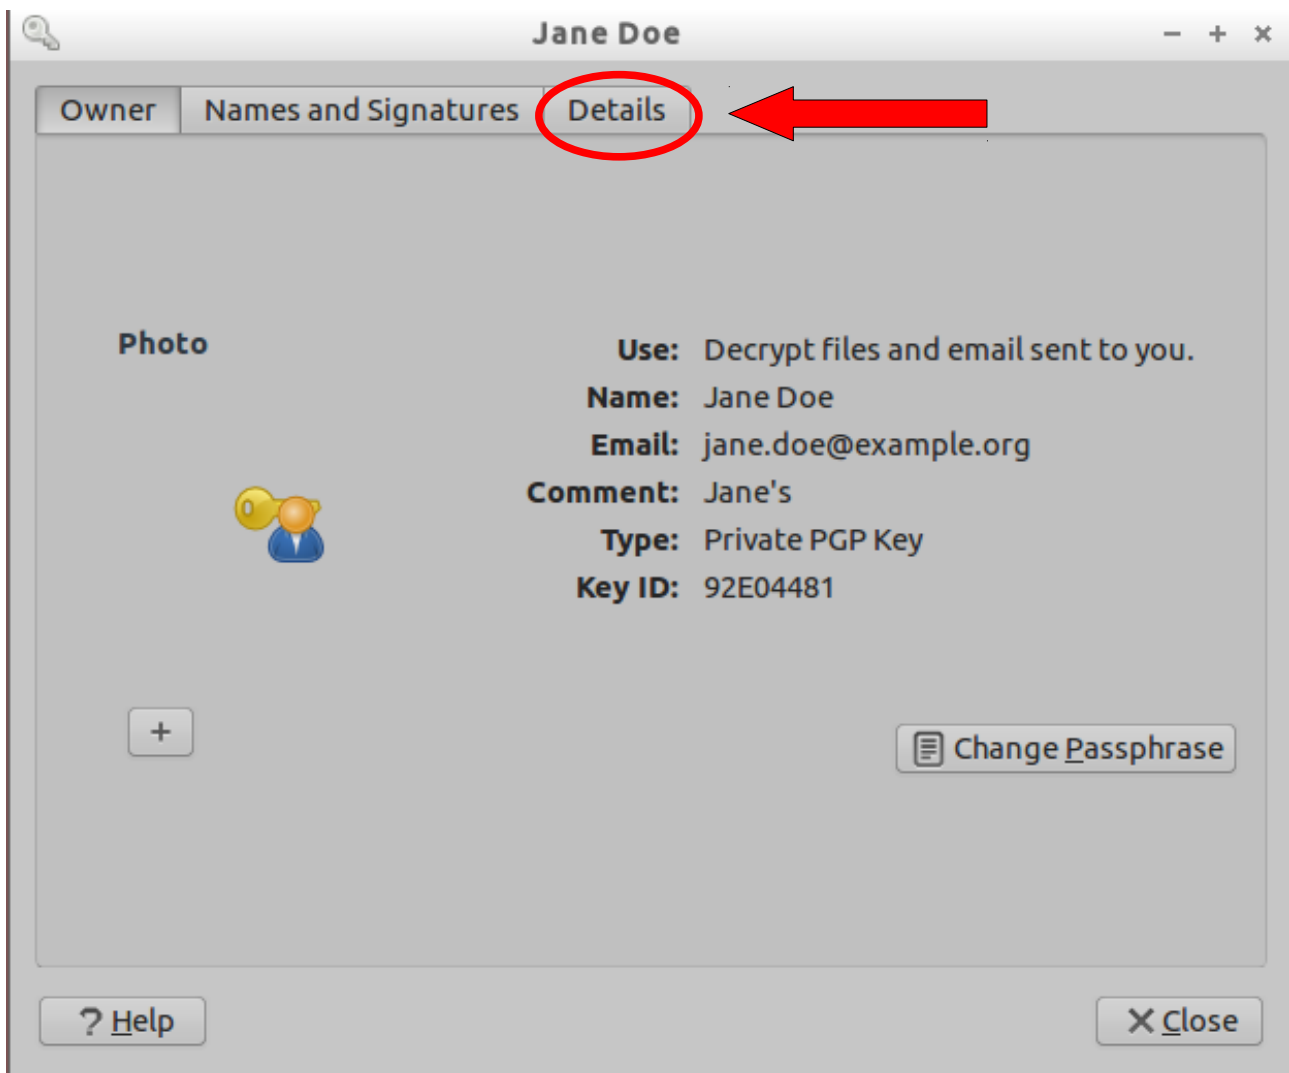 Jane Doe
Owner Names and Signatures Details
Photo
Use: Decrypt files and email sent to you.
Name: Jane Doe
Email: jane.doe@example.org
Comment: Jane's
Type: Private PGP Key
Key ID: 92E04481
+
Change Passphrase
? Help
Close